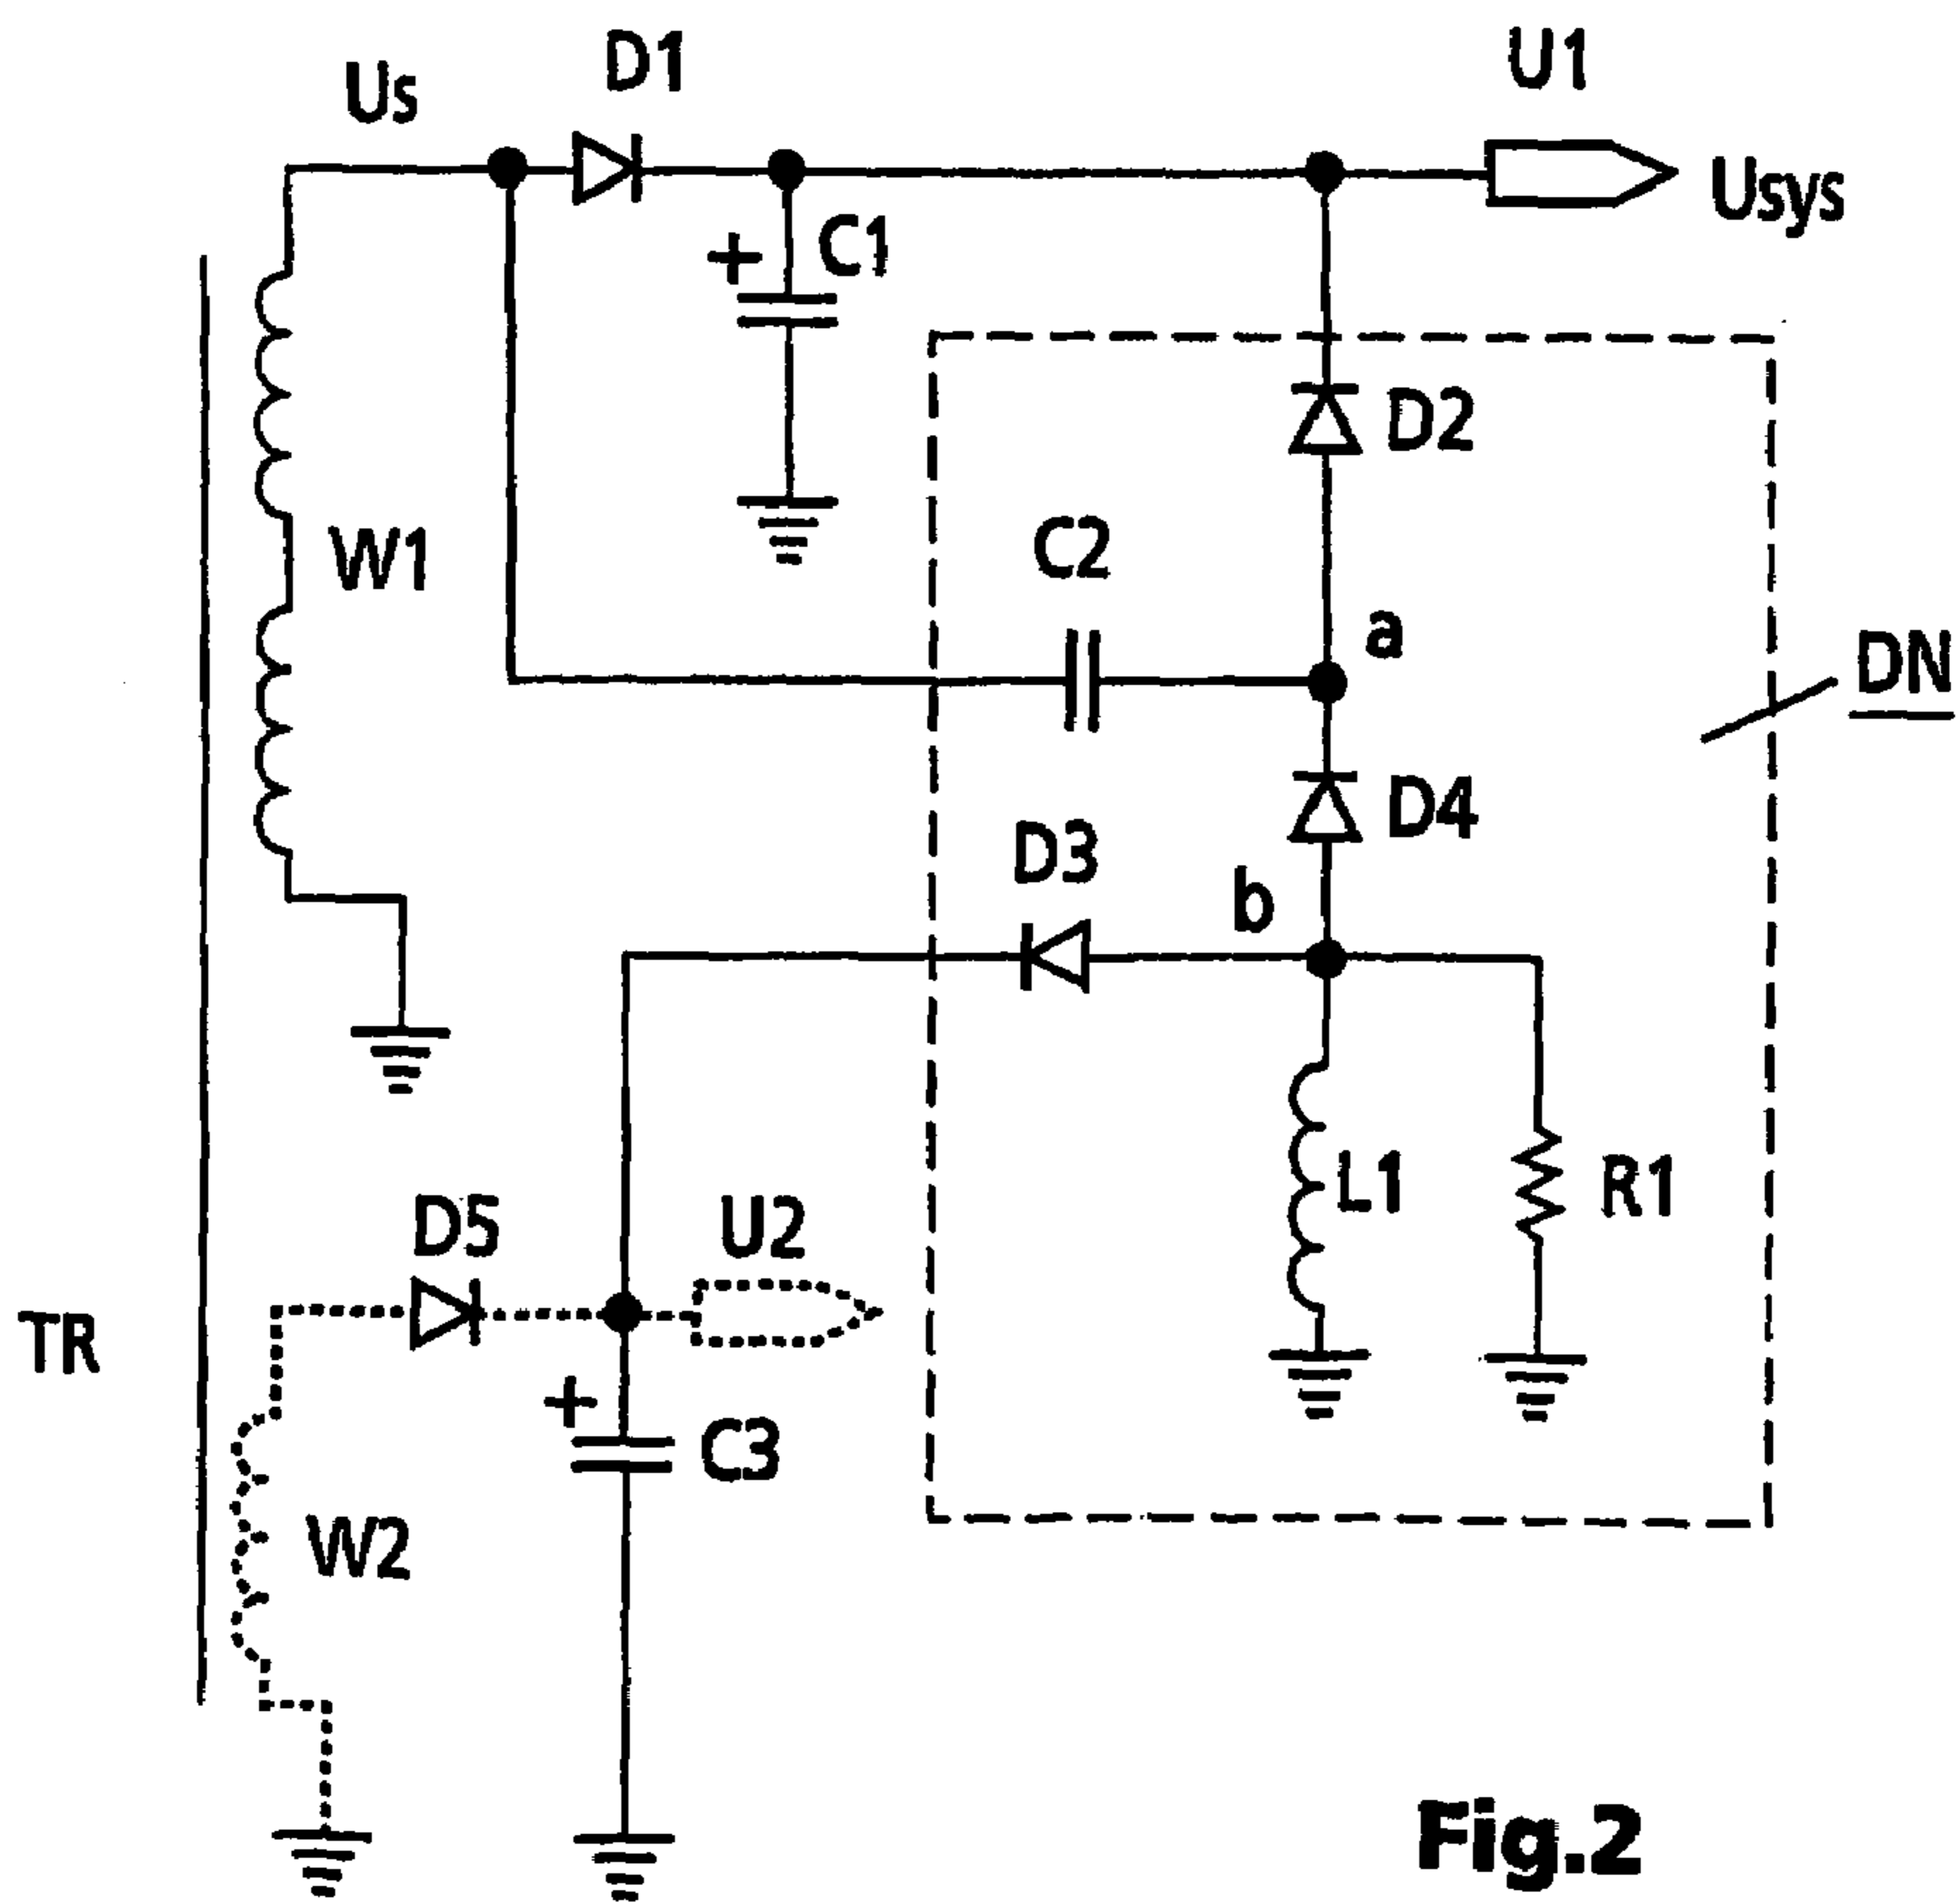 D1
U1
Us
Usys
+ C1
D2
C2
W1
a
DN
D4
D3
b
L1
R1
D5
U2
TR
+
C3
W2
Fig.2